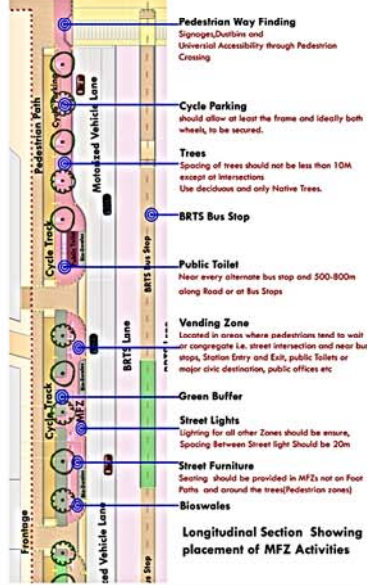 Pedestrian Way Finding
Signages,Dustbins and
Universial Accessibility through Pedestrian
Crossing
Cycle Parking
should allow at least the frame and ideally both
wheels, to be secured.
Trees
Spacing of trees should not be less than 10M
except at intersections
Use deciduous and only Native Trees.
BRTS Bus Stop
Public Toilet
Near every alternate bus stop and 500-800m
along Road or at Bus Stops
Vending Zone
Located in areas where pedestrians tend to wait
or congregate i.e. street intersection and near bus
stops, Station Entry and Exit, public Toilets or
major civic destination, public offices etc
Green Buffer
Street Lights
Lighting for all other Zones should be ensure,
Spacing Between Street light Should be 20m
Street Furniture
Seating should be provided in MFZs not on Foot
Paths and around the trees(Pedestrian zones)
Bioswales
Longitudinal Section Showing
placement of MFZ Activities
Pedestrian Path
Cycle Parking
Motorized Vehicle Lane
Cycle Track
Public Toilet
BRTS Bus Stop
BRTS Lane
Cycle Track
MFZ
Frontage
zed Vehicle Lane
s Stop